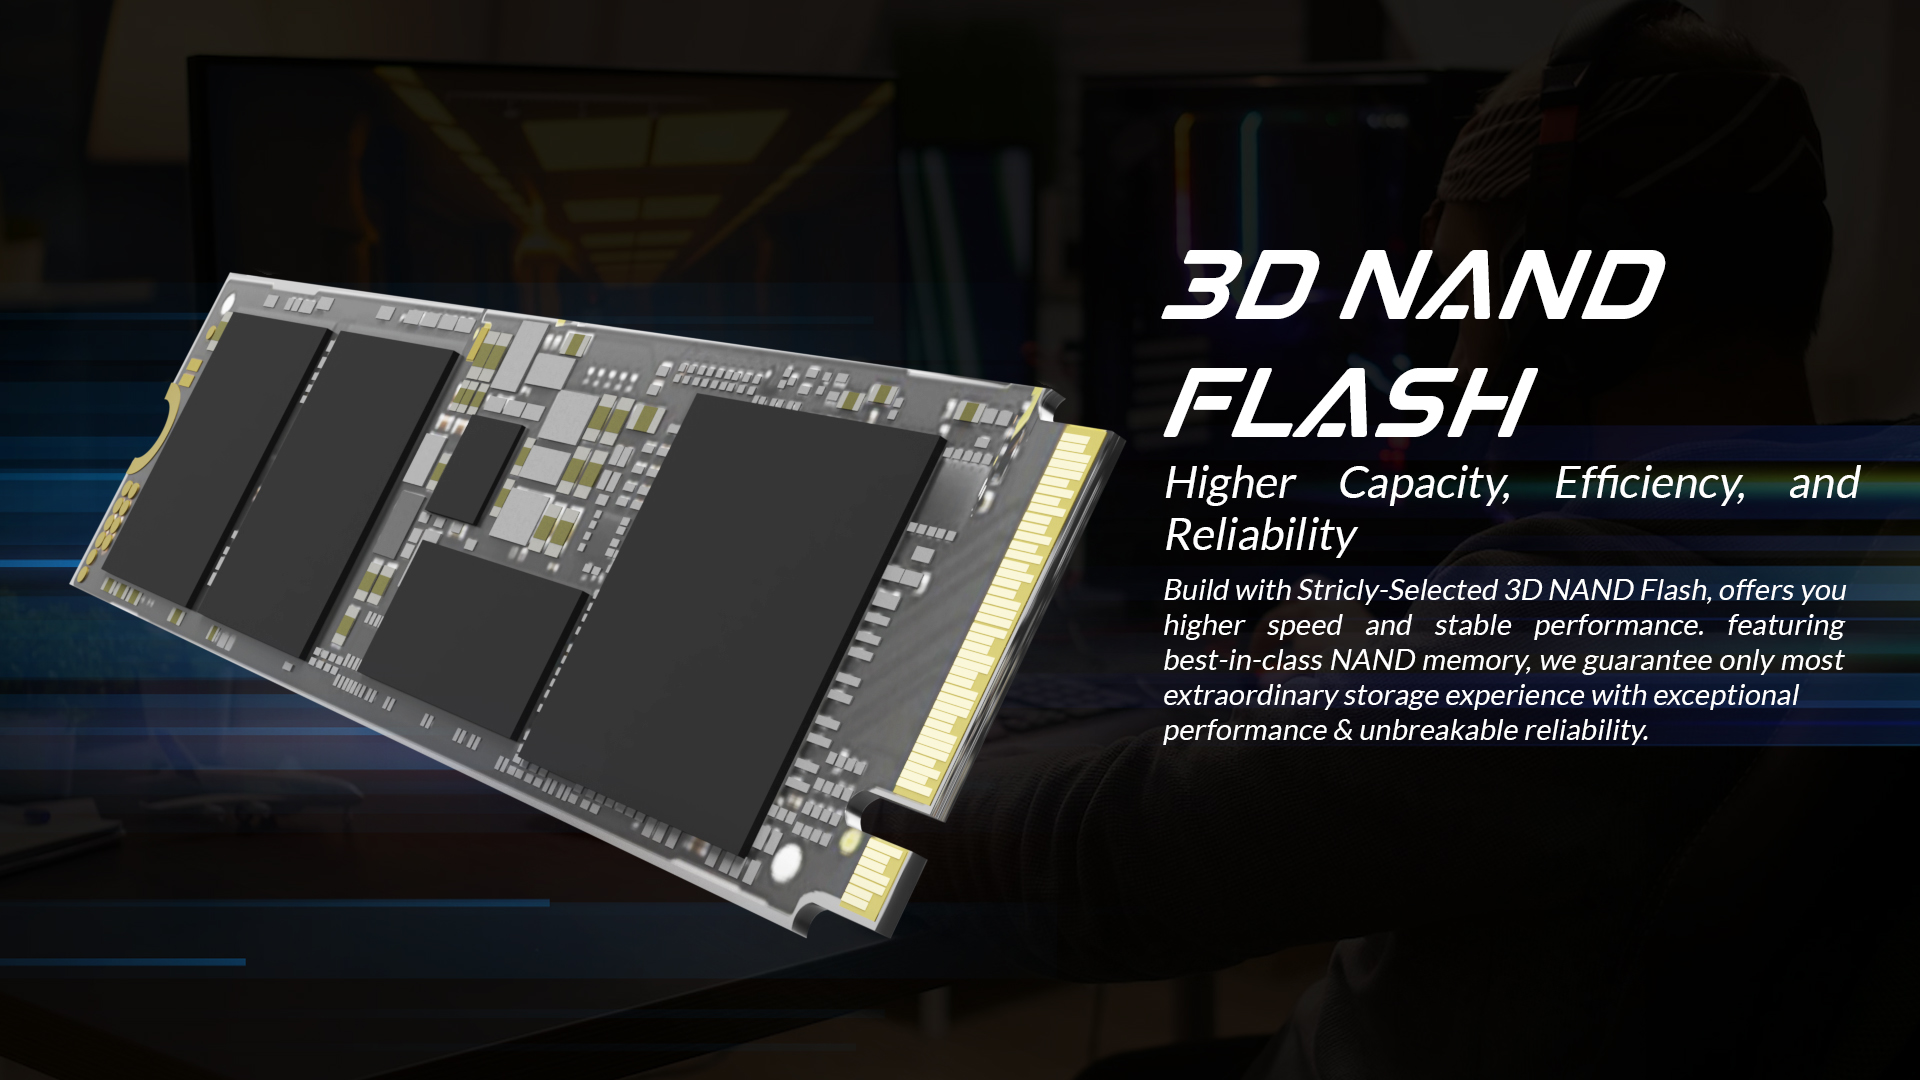 3D NAND
FLASH
Higher Capacity, Efficiency, and
Reliability
Build with Stricly-Selected 3D NAND Flash, offers you
higher speed and stable performance. featuring
best-in-class NAND memory, we guarantee only most
extraordinary storage experience with exceptional
performance & unbreakable reliability.